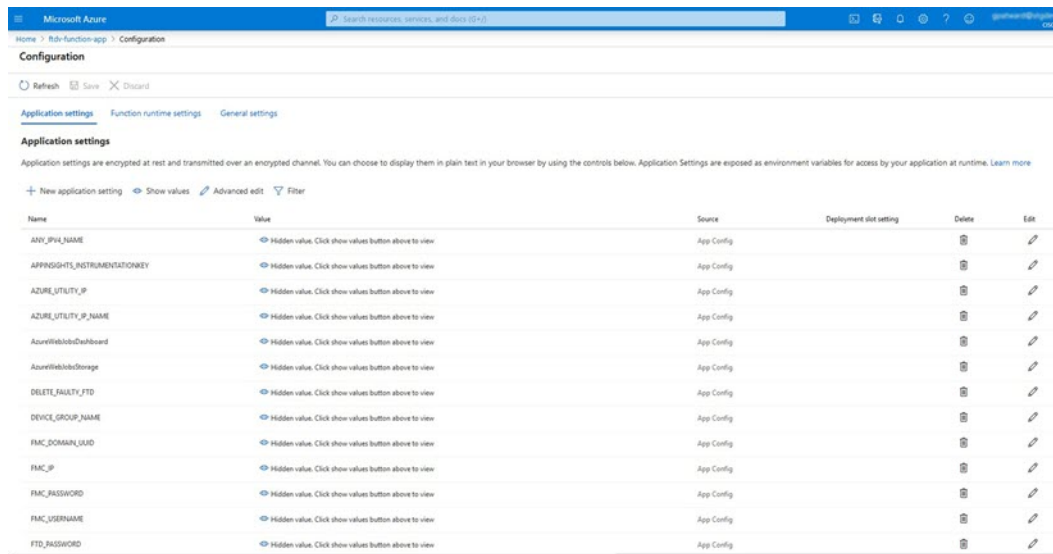 Microsoft Azure
Search resources, services, and docs (G+/)
Home > ftdv-function-app > Configuration
Configuration
Refresh Save Discard
Application settings Function runtime settings General settings
Application settings
Application settings are encrypted at rest and transmitted over an encrypted channel. You can choose to display them in plain text in your browser by using the controls below. Application Settings are exposed as environment variables for access by your application at runtime. Learn more
New application setting Show values Advanced edit Filter
Name Value Source Deployment slot setting Delete Edit
ANY_IPV4_NAME Hidden value. Click show values button above to view App Config
APPINSIGHTS_INSTRUMENTATIONKEY Hidden value. Click show values button above to view App Config
AZURE_UTILITY_IP Hidden value. Click show values button above to view App Config
AZURE_UTILITY_IP_NAME Hidden value. Click show values button above to view App Config
AzureWebJobsDashboard Hidden value. Click show values button above to view App Config
AzureWebJobsStorage Hidden value. Click show values button above to view App Config
DELETE_FAULTY_FTD Hidden value. Click show values button above to view App Config
DEVICE_GROUP_NAME Hidden value. Click show values button above to view App Config
FMC_DOMAIN_UUID Hidden value. Click show values button above to view App Config
FMC_IP Hidden value. Click show values button above to view App Config
FMC_PASSWORD Hidden value. Click show values button above to view App Config
FMC_USERNAME Hidden value. Click show values button above to view App Config
FTD_PASSWORD Hidden value. Click show values button above to view App Config